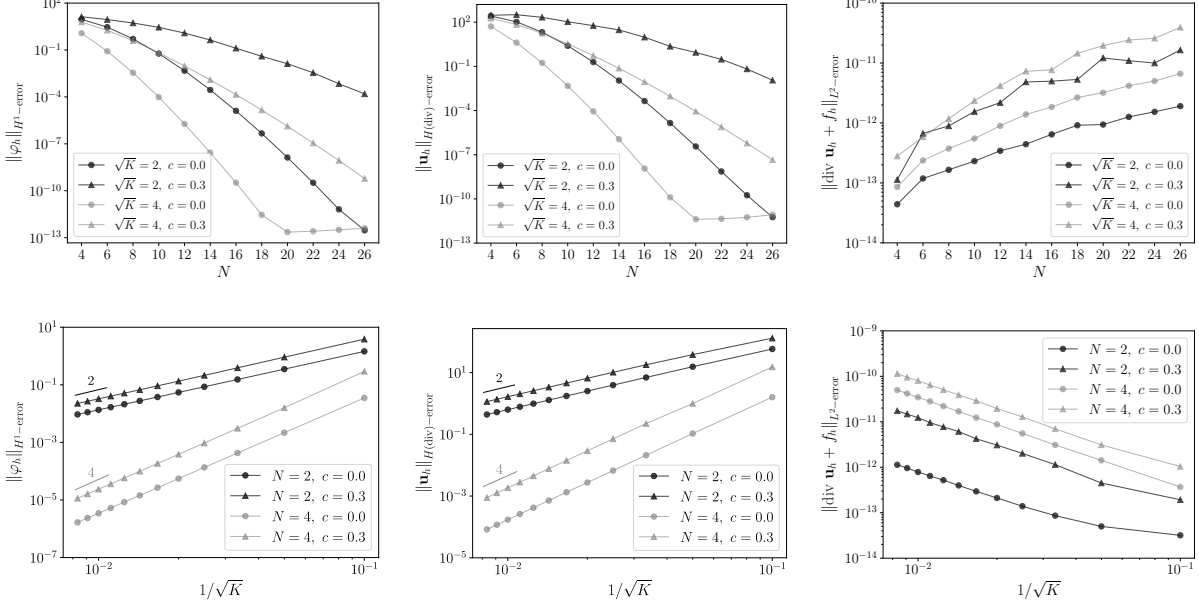 10^2
10^{-1}
10^{-4}
10^{-7}
10^{-10}
10^{-13}
‖φ_h‖_{H^1−error}
√K = 2, c = 0.0
√K = 2, c = 0.3
√K = 4, c = 0.0
√K = 4, c = 0.3
4 6 8 10 12 14 16 18 20 22 24 26
N
10^2
10^{-1}
10^{-4}
10^{-7}
10^{-10}
10^{-13}
‖u_h‖_{H(div)−error}
√K = 2, c = 0.0
√K = 2, c = 0.3
√K = 4, c = 0.0
√K = 4, c = 0.3
4 6 8 10 12 14 16 18 20 22 24 26
N
10^{-10}
10^{-11}
10^{-12}
10^{-13}
10^{-14}
‖div u_h + f_h‖_{L^2−error}
√K = 2, c = 0.0
√K = 2, c = 0.3
√K = 4, c = 0.0
√K = 4, c = 0.3
4 6 8 10 12 14 16 18 20 22 24 26
N
10^1
10^{-1}
10^{-3}
10^{-5}
10^{-7}
‖φ_h‖_{H^1−error}
2
4
N = 2, c = 0.0
N = 2, c = 0.3
N = 4, c = 0.0
N = 4, c = 0.3
10^{-2} 10^{-1}
1/√K
10^1
10^{-1}
10^{-3}
10^{-5}
‖u_h‖_{H(div)−error}
2
4
N = 2, c = 0.0
N = 2, c = 0.3
N = 4, c = 0.0
N = 4, c = 0.3
10^{-2} 10^{-1}
1/√K
10^{-9}
10^{-10}
10^{-11}
10^{-12}
10^{-13}
10^{-14}
‖div u_h + f_h‖_{L^2−error}
N = 2, c = 0.0
N = 2, c = 0.3
N = 4, c = 0.0
N = 4, c = 0.3
10^{-2} 10^{-1}
1/√K